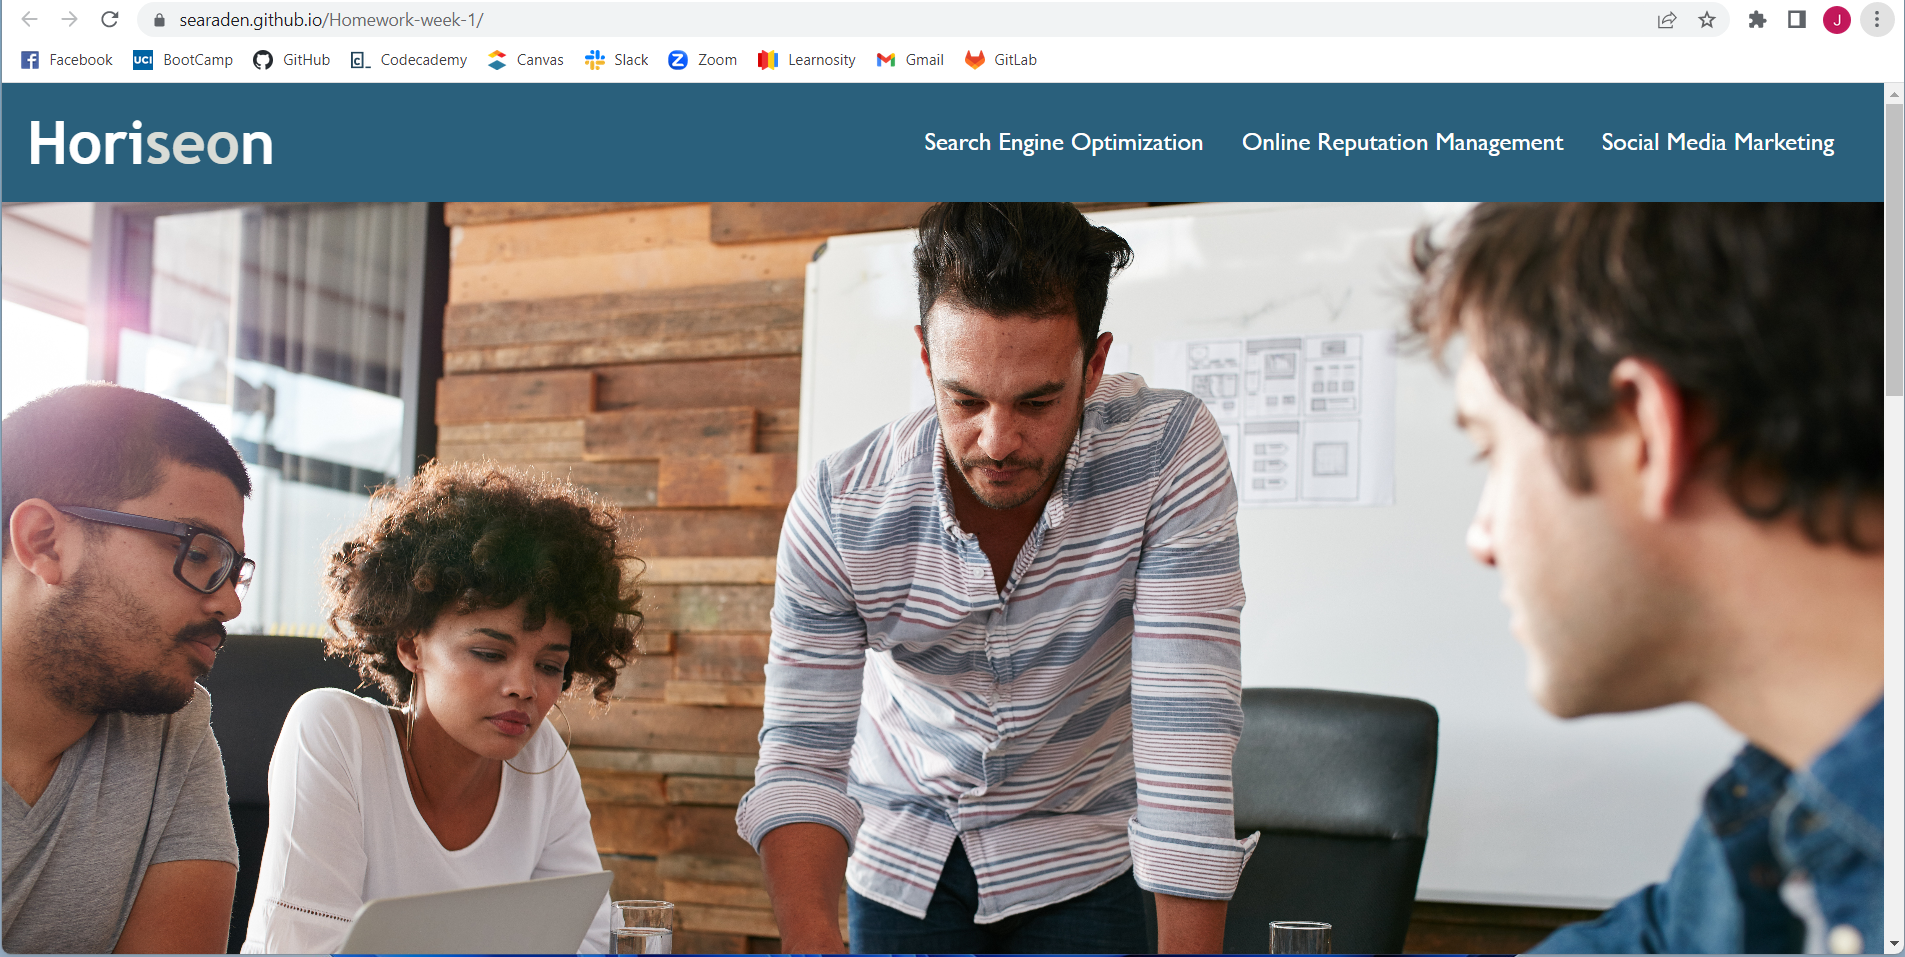 searaden.github.io/Homework-week-1/
J
Facebook UCI BootCamp GitHub Codecademy Canvas Slack Zoom Learnosity Gmail GitLab
Horiseon Search Engine Optimization Online Reputation Management Social Media Marketing